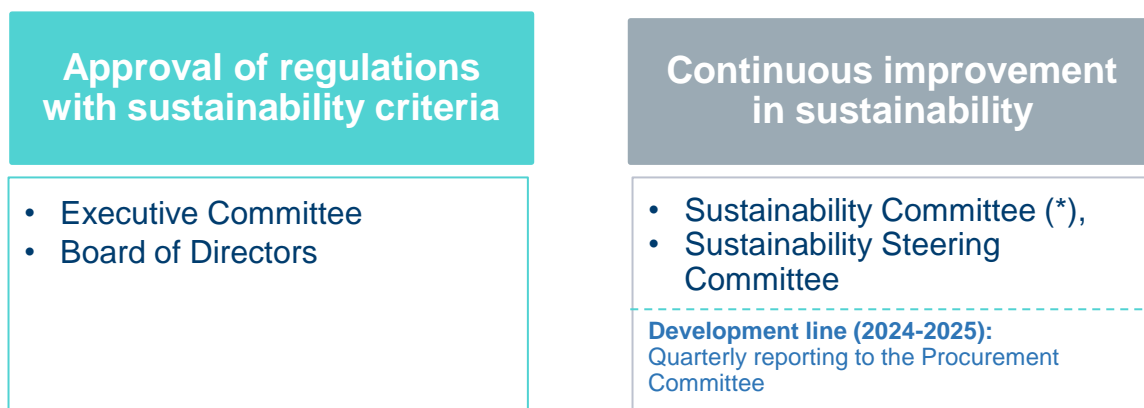 Approval of regulations
with sustainability criteria
• Executive Committee
• Board of Directors
Continuous improvement
in sustainability
• Sustainability Committee (*),
• Sustainability Steering
Committee
Development line (2024-2025):
Quarterly reporting to the Procurement
Committee